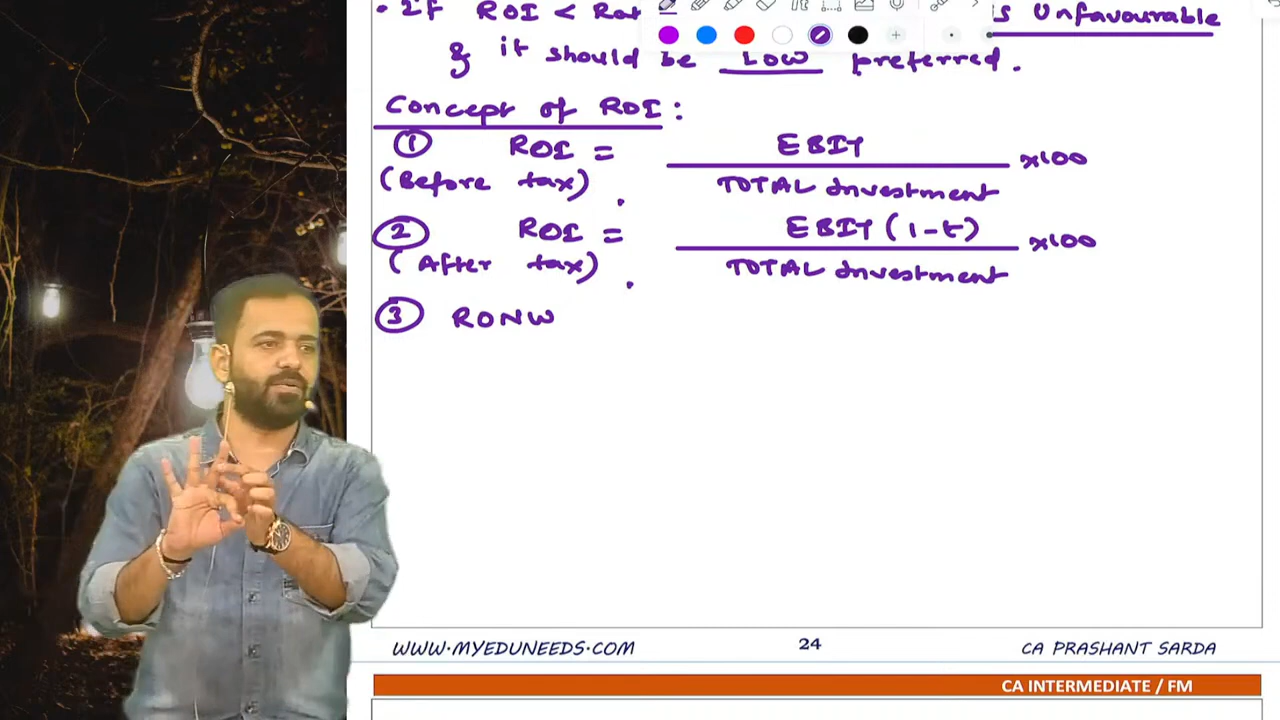 • If ROI < s Unfavourable
& it should be Low preferred.
Concept of ROI:
① ROI = EBIT / TOTAL Investment ×100
(Before tax).
② ROI = EBIT (1-t) / TOTAL Investment ×100
(After tax).
③ RONW
WWW.MYEDUNEEDS.COM 24 CA PRASHANT SARDA
CA INTERMEDIATE / FM